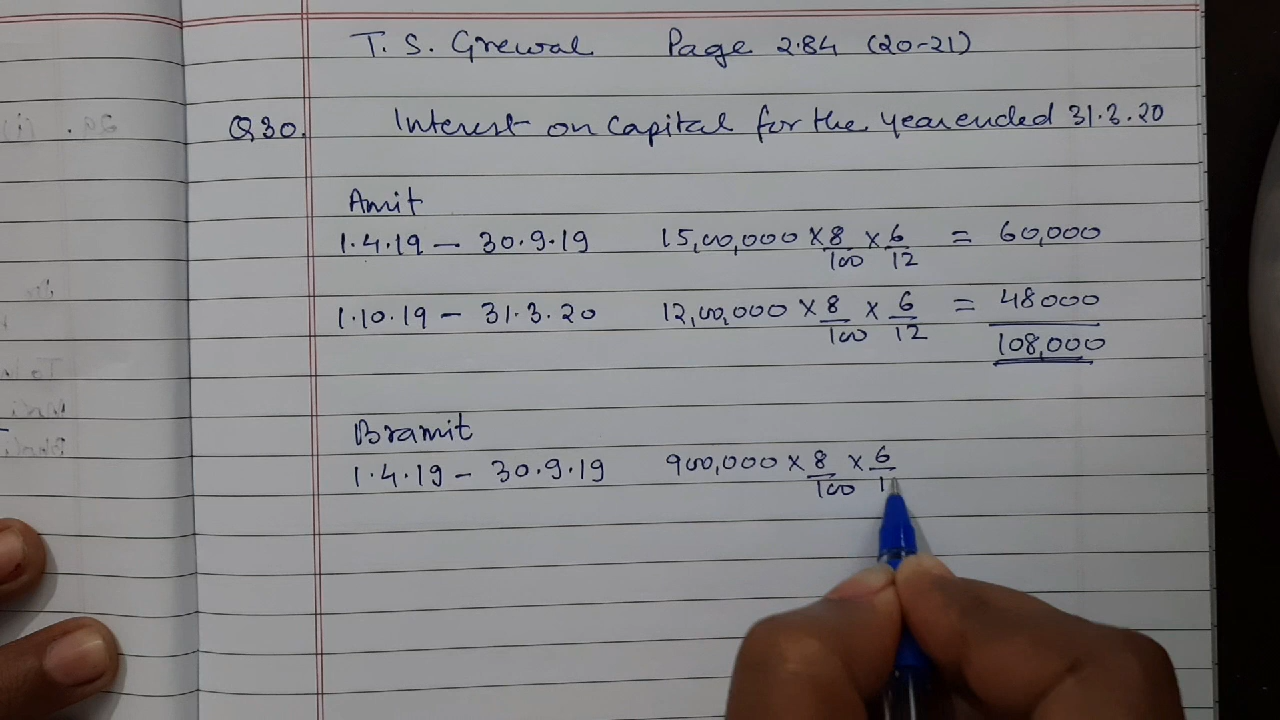 T. S. Grewal Page 2.84 (20-21)
Q30. Interest on Capital for the year ended 31.3.20
Amit
1.4.19 - 30.9.19 15,00,000 × 8/100 × 6/12 = 60,000
1.10.19 - 31.3.20 12,00,000 × 8/100 × 6/12 = 48000
108,000
Bramit
1.4.19 - 30.9.19 900,000 × 8/100 × 6/1